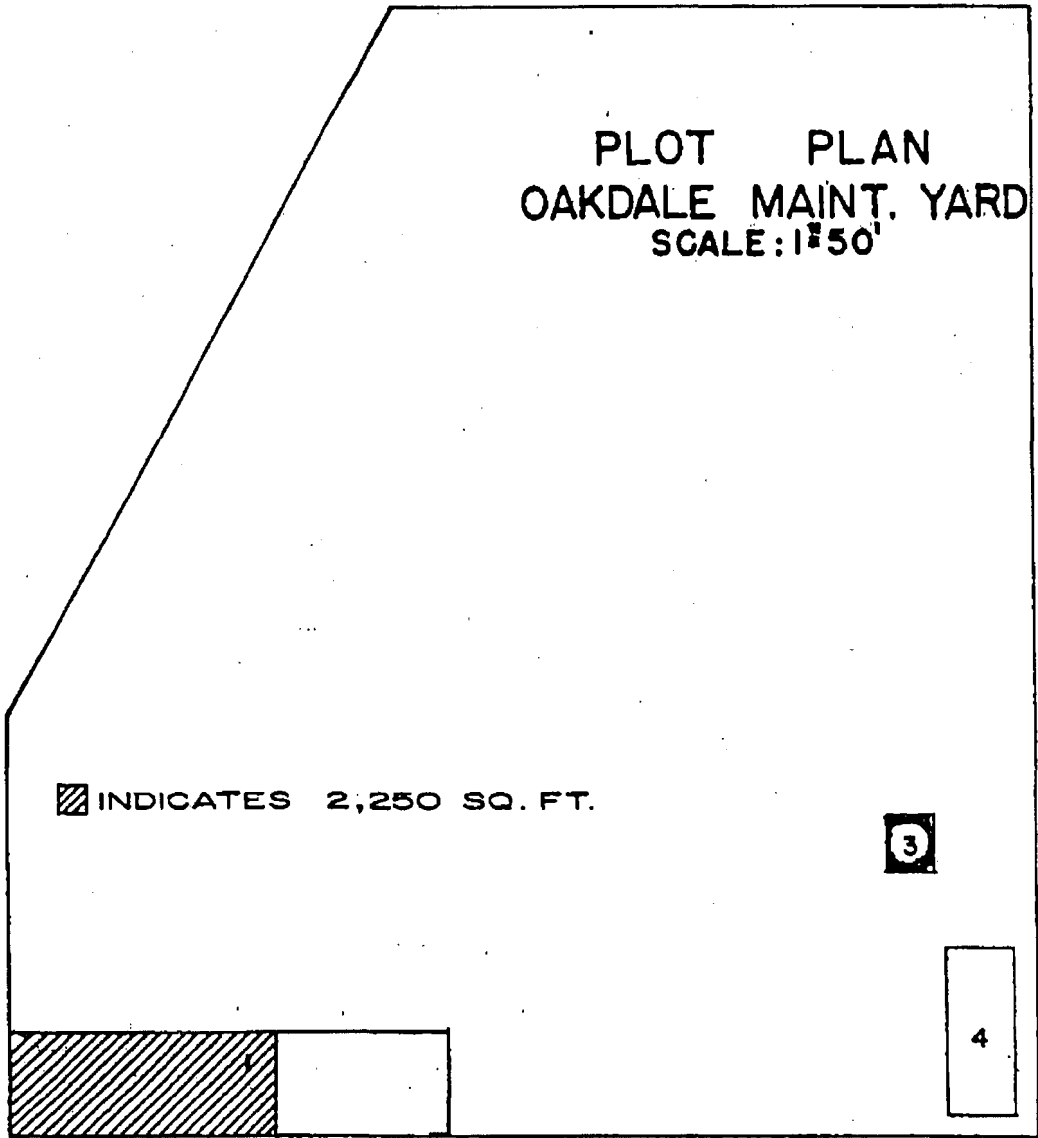 PLOT PLAN
OAKDALE MAINT. YARD
SCALE: 1"=50'
INDICATES 2,250 SQ. FT.
3
4